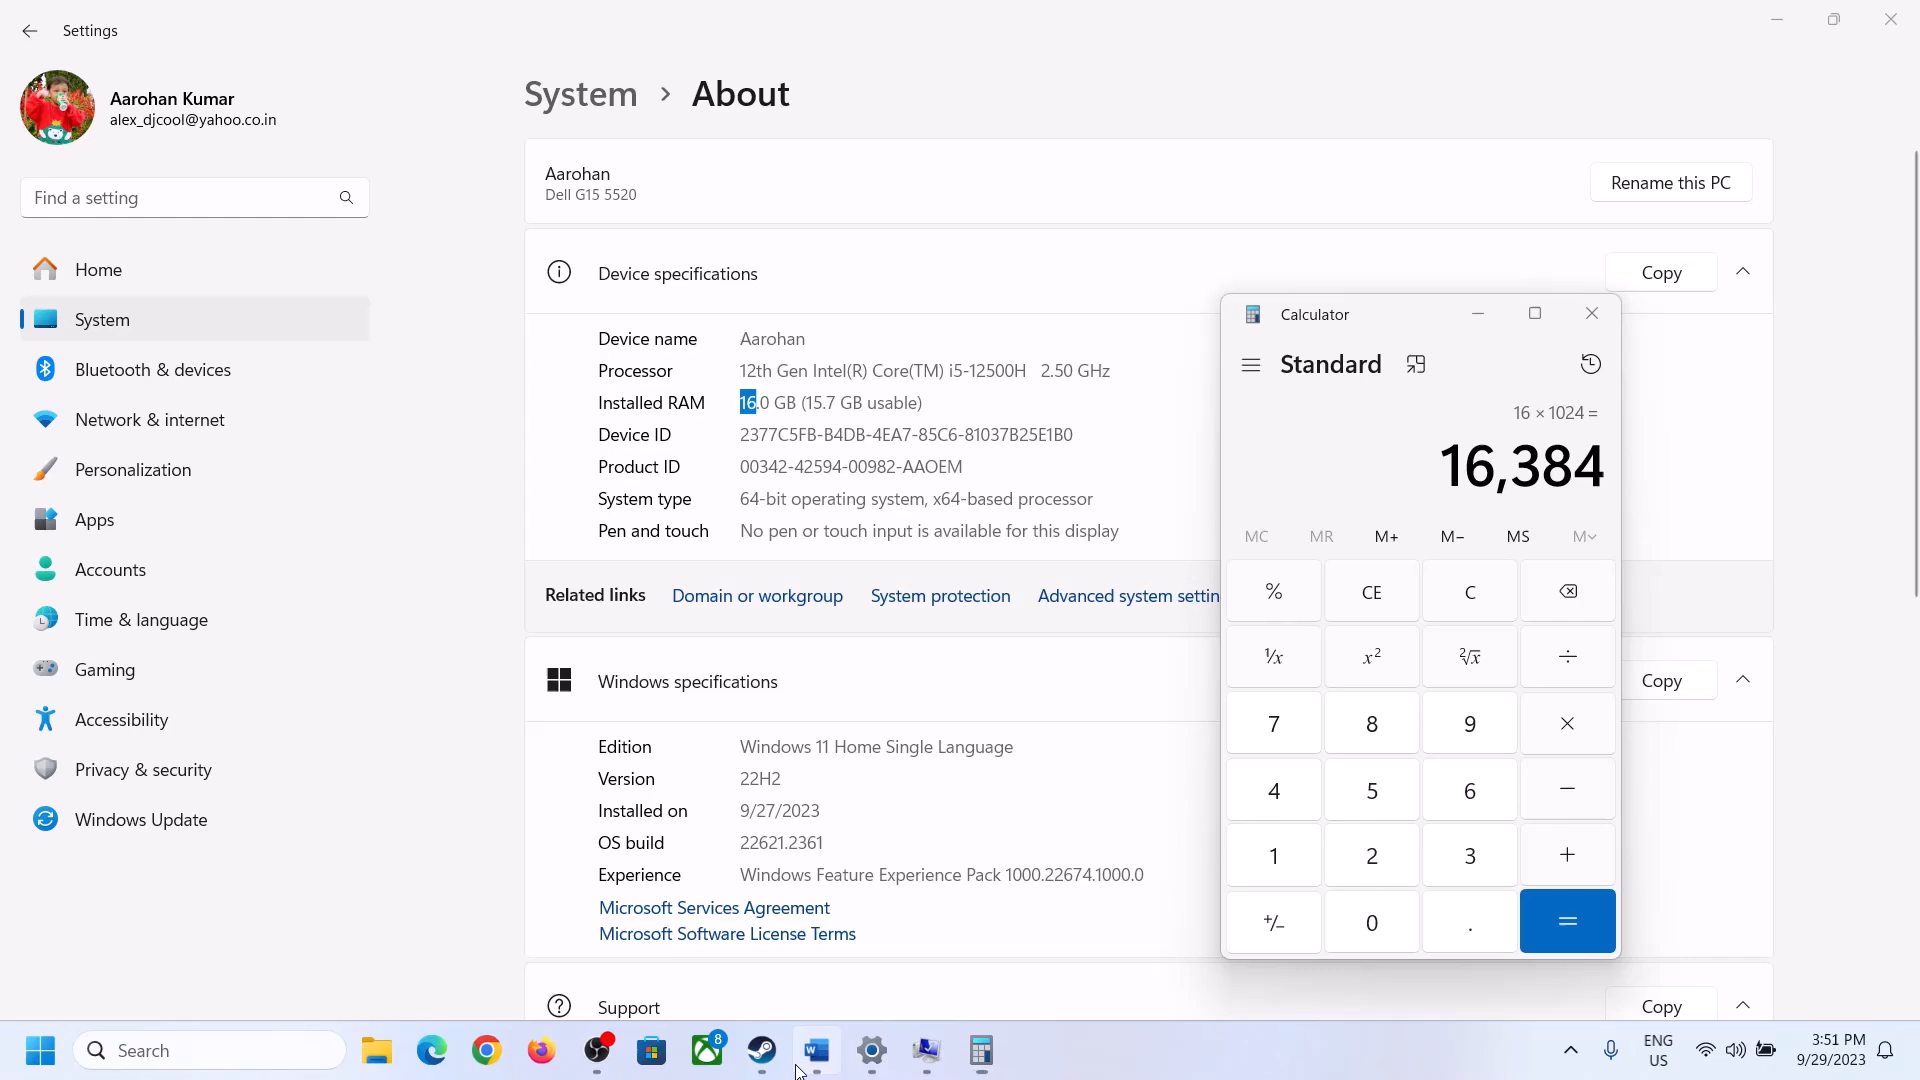 Settings
Aarohan Kumar
alex_djcool@yahoo.co.in
Find a setting
Home
System
Bluetooth & devices
Network & internet
Personalization
Apps
Accounts
Time & language
Gaming
Accessibility
Privacy & security
Windows Update
System > About
Aarohan
Dell G15 5520
Rename this PC
Device specifications
Copy
Device name Aarohan
Processor 12th Gen Intel(R) Core(TM) i5-12500H 2.50 GHz
Installed RAM 16.0 GB (15.7 GB usable)
Device ID 2377C5FB-B4DB-4EA7-85C6-81037B25E1B0
Product ID 00342-42594-00982-AAOEM
System type 64-bit operating system, x64-based processor
Pen and touch No pen or touch input is available for this display
Related links Domain or workgroup System protection Advanced system settin
Windows specifications
Copy
Edition Windows 11 Home Single Language
Version 22H2
Installed on 9/27/2023
OS build 22621.2361
Experience Windows Feature Experience Pack 1000.22674.1000.0
Microsoft Services Agreement
Microsoft Software License Terms
Support
Copy
Calculator
Standard
16 × 1024 =
16,384
MC MR M+ M− MS M˅
% CE C
⅟x x² ²√x ÷
7 8 9 ×
4 5 6 −
1 2 3 +
+/− 0 . =
Search
8
ENG
US
3:51 PM
9/29/2023